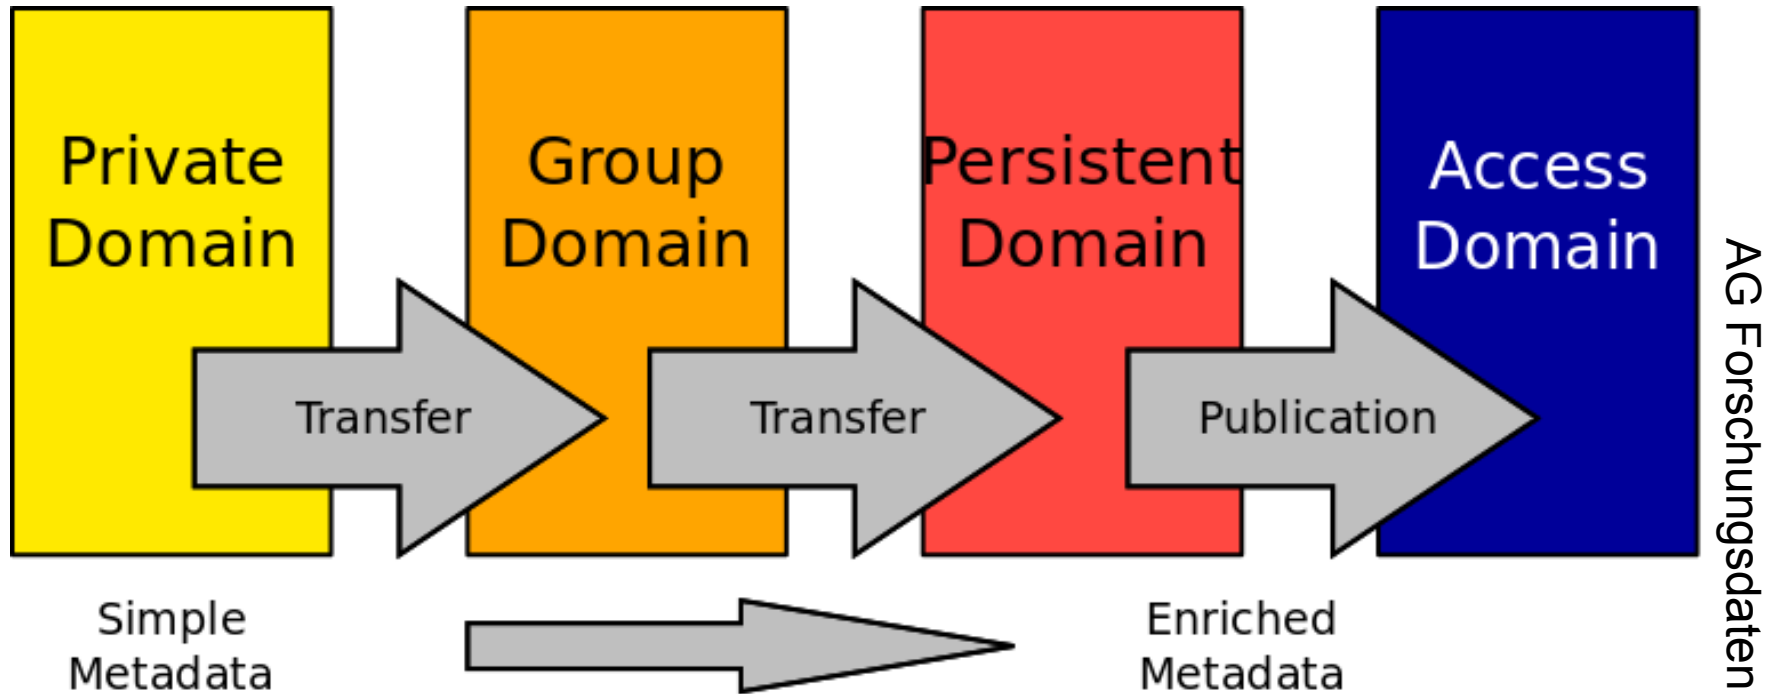 Private
Domain
Group
Domain
Persistent
Domain
Access
Domain
Transfer
Transfer
Publication
Simple
Metadata
Enriched
Metadata
AG Forschungsdaten